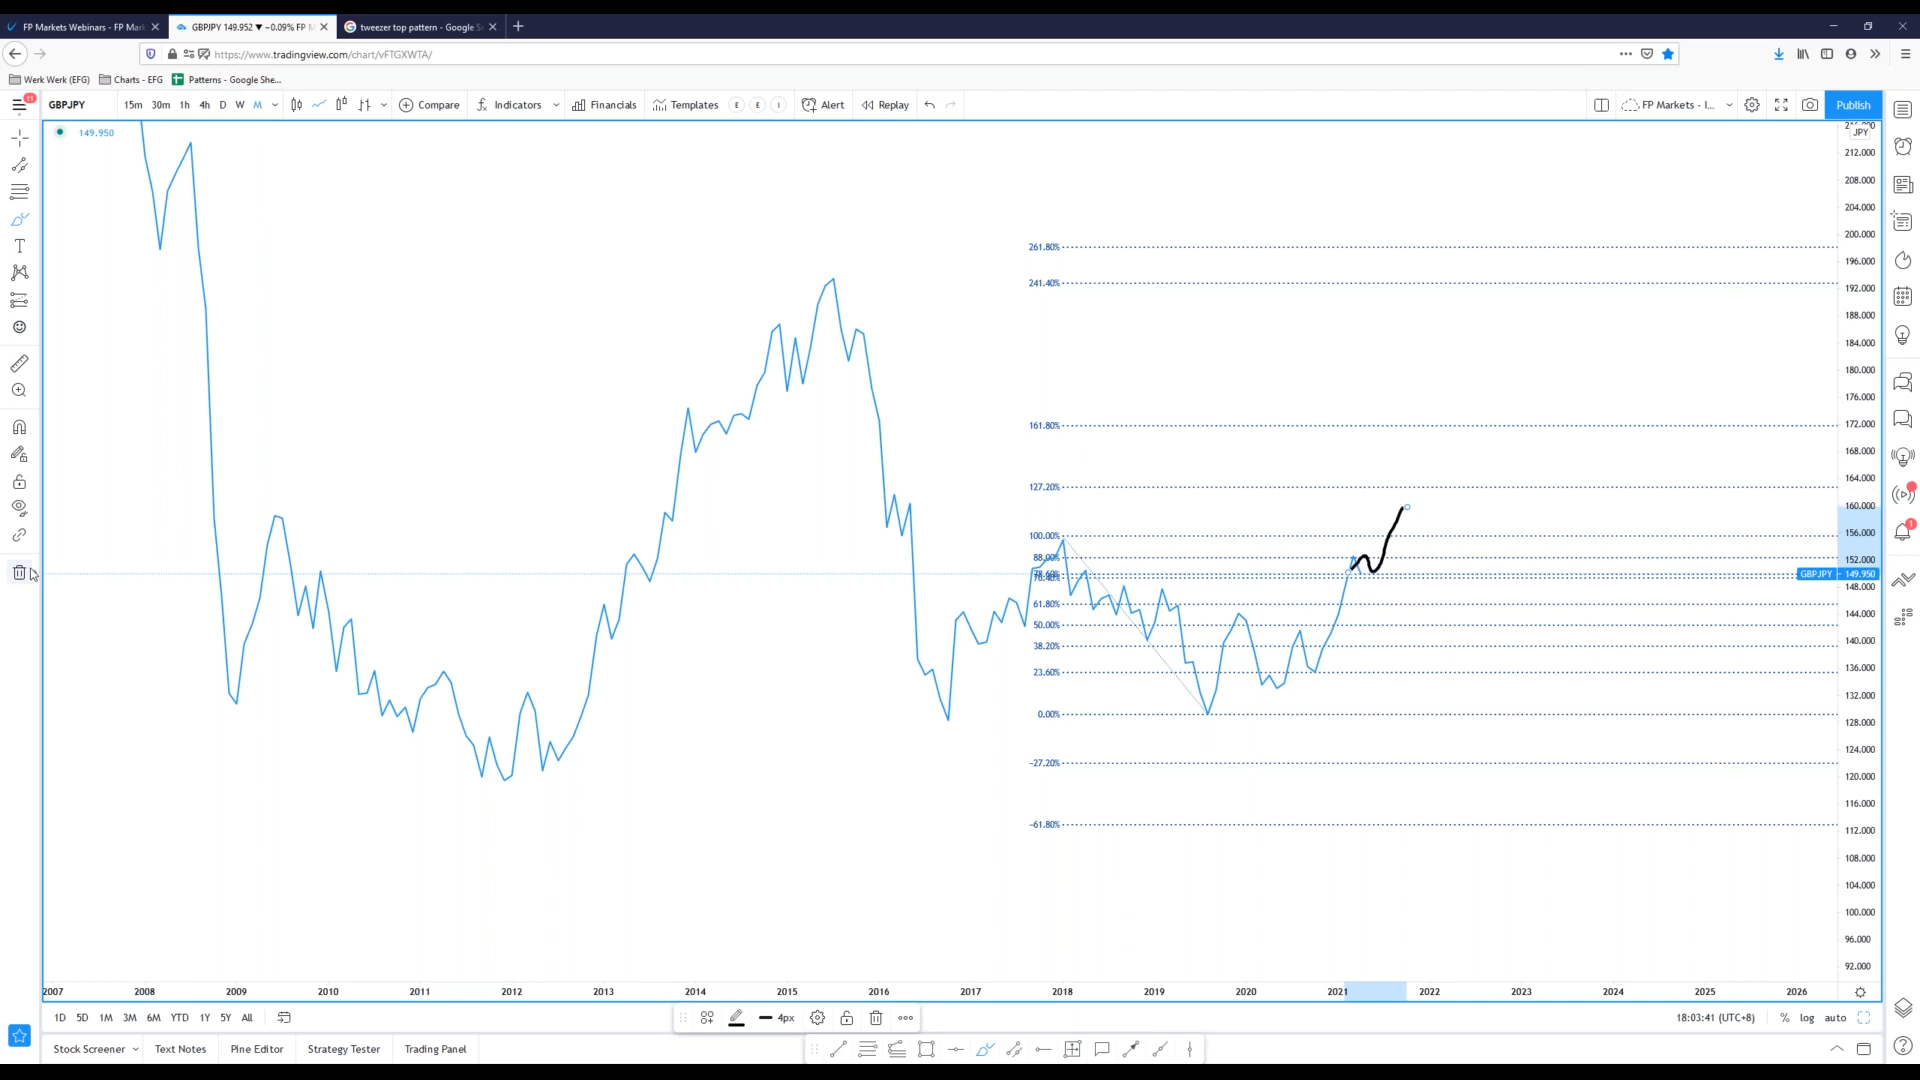 FP Markets Webinars - FP Mark
GBPJPY 149.952 ▼ −0.09% FP M
tweezer top pattern - Google S
https://www.tradingview.com/chart/vFTGXWTA/
Werk Werk (EFG)
Charts - EFG
Patterns - Google She...
11
GBPJPY
15m 30m 1h 4h D W M
Compare
Indicators
Financials
Templates
E E I
Alert
Replay
FP Markets - I...
Publish
149.950
JPY
212.000
208.000
204.000
200.000
196.000
192.000
188.000
184.000
180.000
176.000
172.000
168.000
164.000
160.000
156.000
152.000
GBPJPY 149.950
148.000
144.000
140.000
136.000
132.000
128.000
124.000
120.000
116.000
112.000
108.000
104.000
100.000
96.000
92.000
261.80%
241.40%
161.80%
127.20%
100.00%
61.80%
50.00%
38.20%
23.60%
0.00%
−27.20%
−61.80%
1
2007 2008 2009 2010 2011 2012 2013 2014 2015 2016 2017 2018 2019 2020 2021 2022 2023 2024 2025 2026
1D 5D 1M 3M 6M YTD 1Y 5Y All
4px
18:03:41 (UTC+8)
% log auto
Stock Screener
Text Notes
Pine Editor
Strategy Tester
Trading Panel